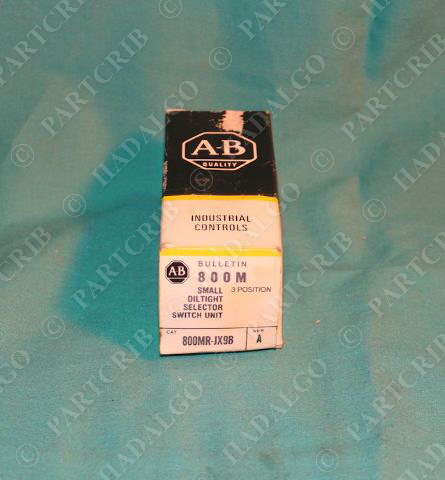 A-B
QUALITY
INDUSTRIAL
CONTROLS
AB
BULLETIN
800M
SMALL 3 POSITION
OILTIGHT
SELECTOR
SWITCH UNIT
CAT SER
800MR-JX9B A
© PARTCRIB
© HADALGO